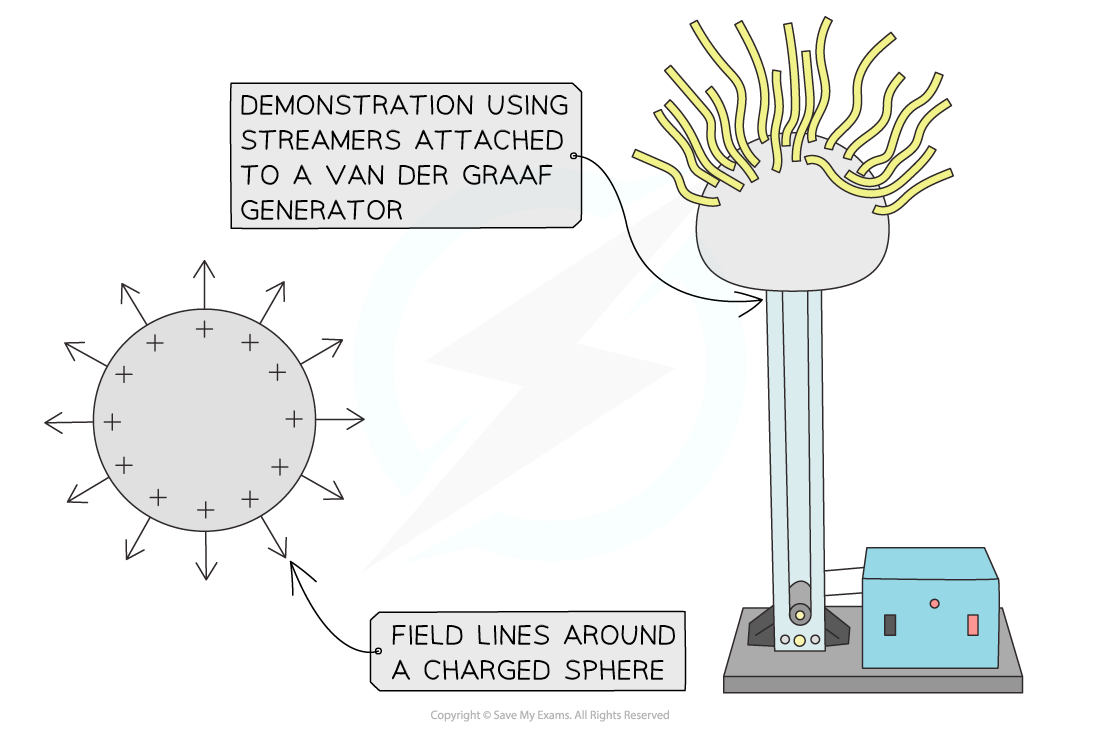 DEMONSTRATION USING
STREAMERS ATTACHED
TO A VAN DER GRAAF
GENERATOR
+ + + + + + + + + + + +
FIELD LINES AROUND
A CHARGED SPHERE
Copyright © Save My Exams. All Rights Reserved